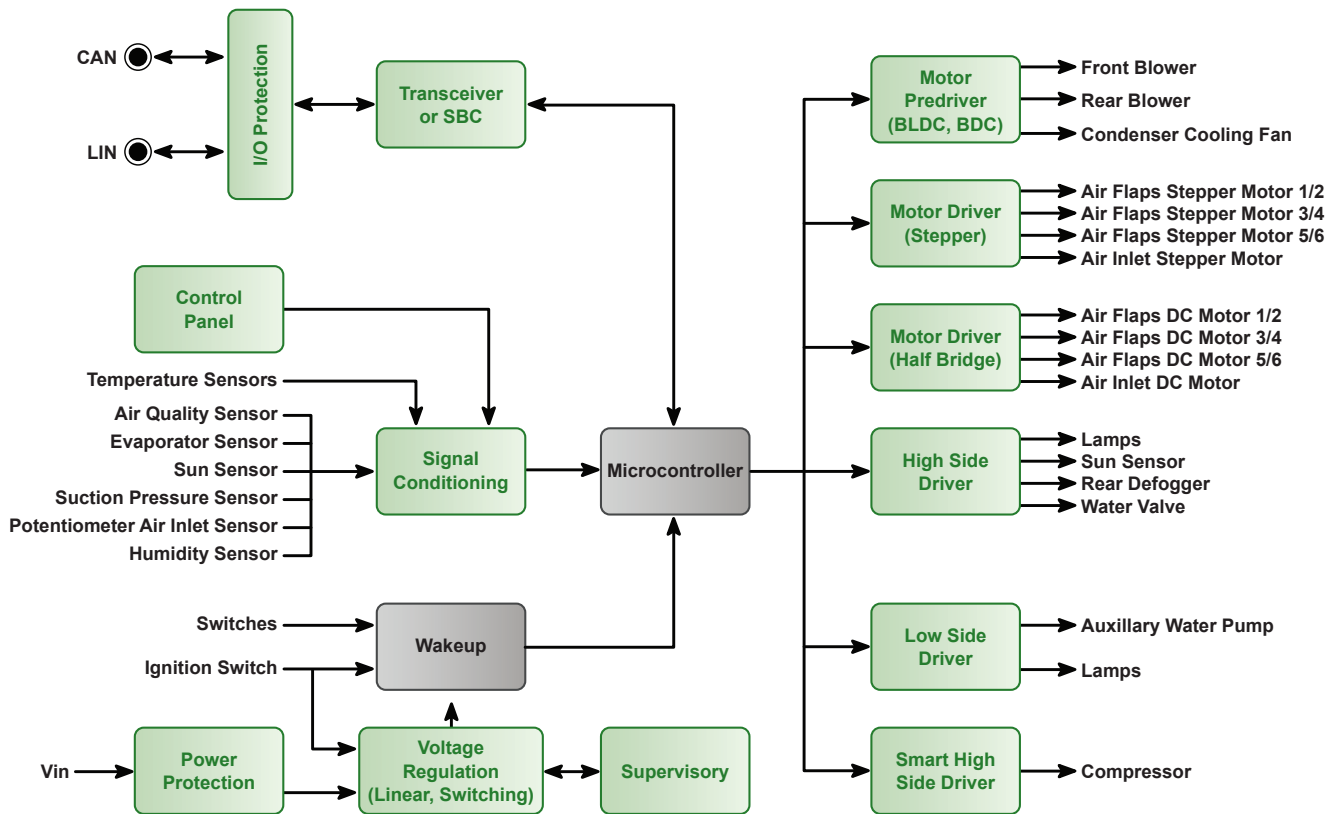 CAN
LIN
I/O Protection
Transceiver
or SBC
Control
Panel
Temperature Sensors
Air Quality Sensor
Evaporator Sensor
Sun Sensor
Suction Pressure Sensor
Potentiometer Air Inlet Sensor
Humidity Sensor
Signal
Conditioning
Microcontroller
Switches
Ignition Switch
Wakeup
Vin
Power
Protection
Voltage
Regulation
(Linear, Switching)
Supervisory
Motor
Predriver
(BLDC, BDC)
Front Blower
Rear Blower
Condenser Cooling Fan
Motor Driver
(Stepper)
Air Flaps Stepper Motor 1/2
Air Flaps Stepper Motor 3/4
Air Flaps Stepper Motor 5/6
Air Inlet Stepper Motor
Motor Driver
(Half Bridge)
Air Flaps DC Motor 1/2
Air Flaps DC Motor 3/4
Air Flaps DC Motor 5/6
Air Inlet DC Motor
High Side
Driver
Lamps
Sun Sensor
Rear Defogger
Water Valve
Low Side
Driver
Auxillary Water Pump
Lamps
Smart High
Side Driver
Compressor